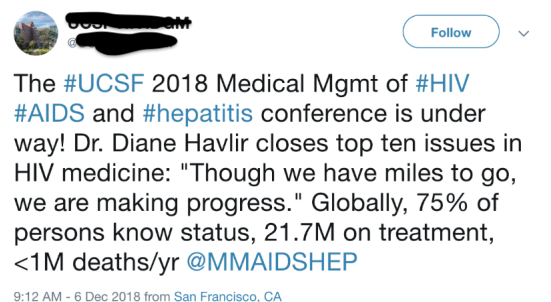 Follow
The #UCSF 2018 Medical Mgmt of #HIV
#AIDS and #hepatitis conference is under
way! Dr. Diane Havlir closes top ten issues in
HIV medicine: "Though we have miles to go,
we are making progress." Globally, 75% of
persons know status, 21.7M on treatment,
<1M deaths/yr @MMAIDSHEP
9:12 AM - 6 Dec 2018 from San Francisco, CA